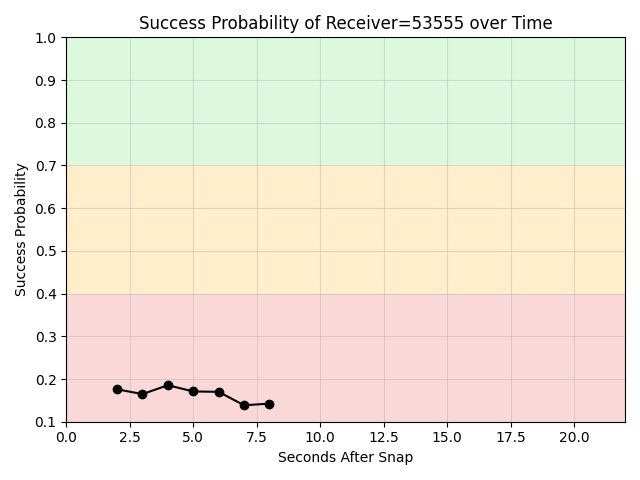 Success Probability of Receiver=53555 over Time
1.0
0.9
0.8
0.7
0.6
0.5
0.4
0.3
0.2
0.1
Success Probability
0.0 2.5 5.0 7.5 10.0 12.5 15.0 17.5 20.0
Seconds After Snap